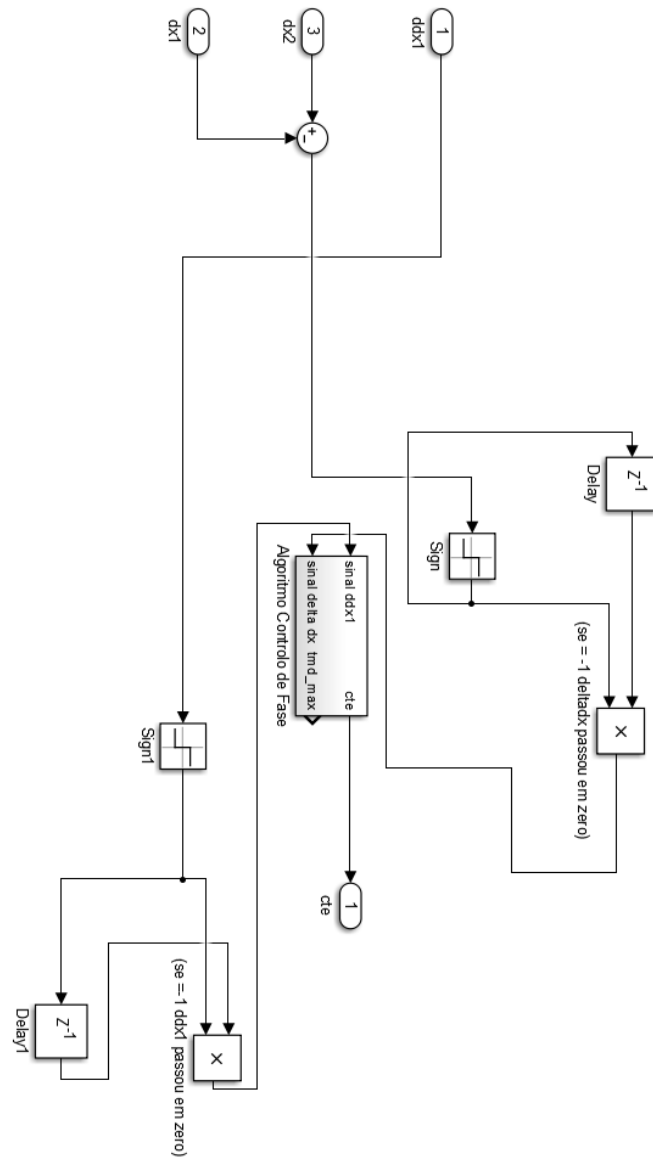 1
ddx1
3
dx2
2
dx1
+
−
Z-1
Delay
Sign
×
(se = -1 deltadx passou em zero)
sinal ddx1
sinal delta dx
cte
tmd_max
Algoritmo Controlo de Fase
1
cte
Sign1
Z-1
Delay1
×
(se =-1 ddx1 passou em zero)